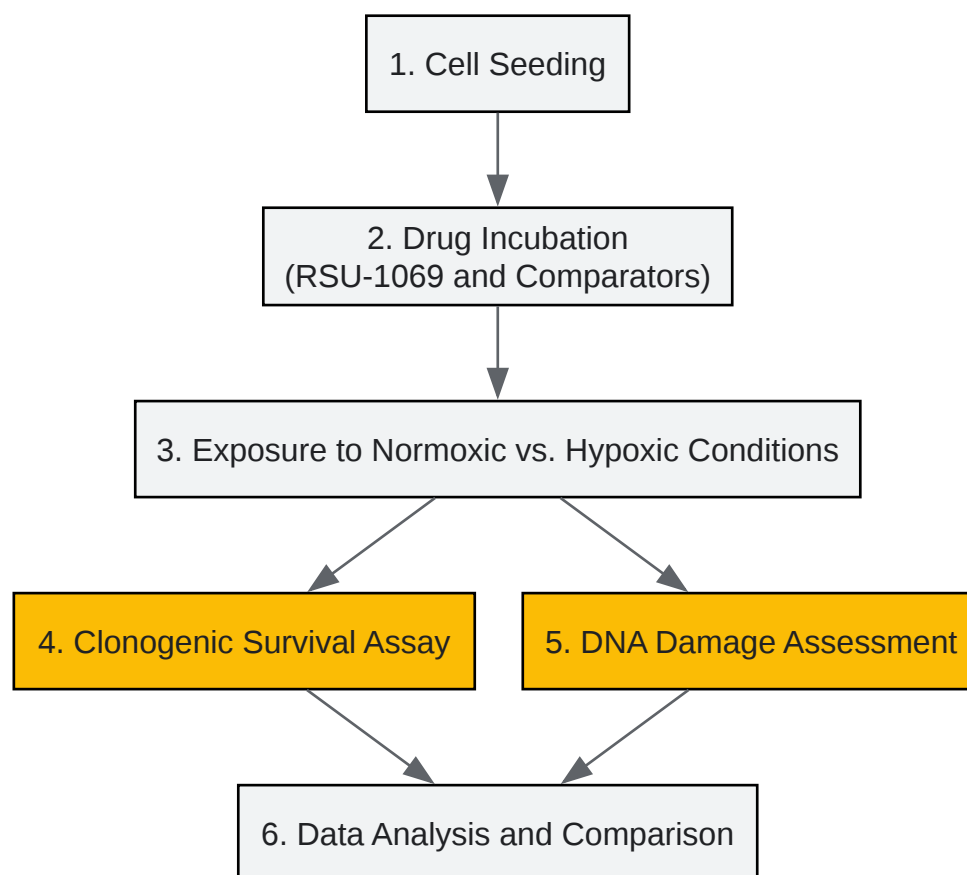 1. Cell Seeding
2. Drug Incubation
(RSU-1069 and Comparators)
3. Exposure to Normoxic vs. Hypoxic Conditions
4. Clonogenic Survival Assay
5. DNA Damage Assessment
6. Data Analysis and Comparison